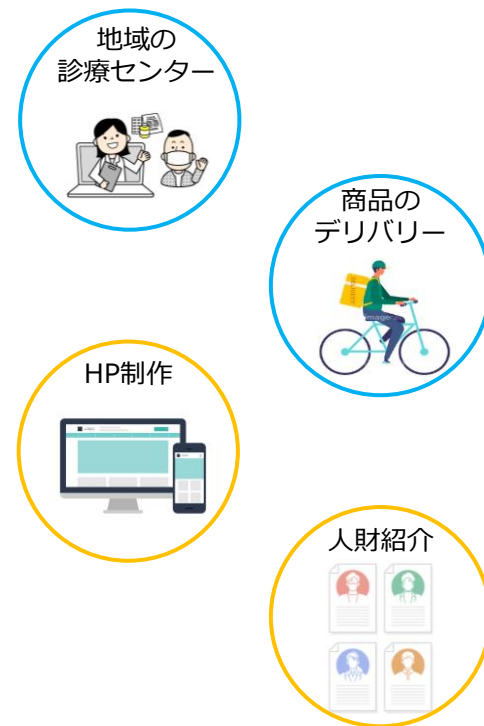 地域の
診療センター
商品の
デリバリー
HP制作
人財紹介